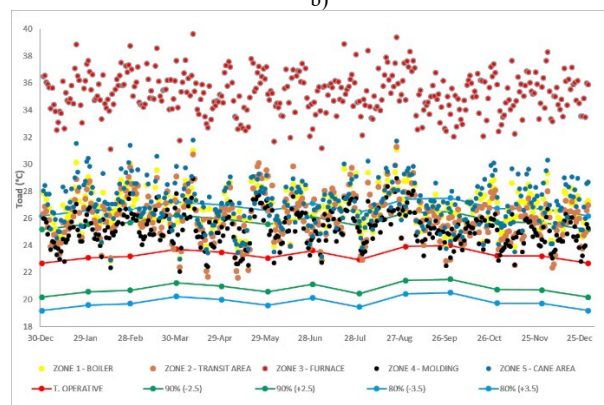 b)
40
38
36
34
32
30
28
26
24
22
20
18
Toad (°C)
30-Dec 29-Jan 28-Feb 30-Mar 29-Apr 29-May 28-Jun 28-Jul 27-Aug 26-Sep 26-Oct 25-Nov 25-Dec
ZONE 1 - BOILER ZONE 2 - TRANSIT AREA ZONE 3 - FURNACE ZONE 4 - MOLDING ZONE 5 - CANE AREA
T. OPERATIVE 90% (-2.5) 90% (+2.5) 80% (-3.5) 80% (+3.5)